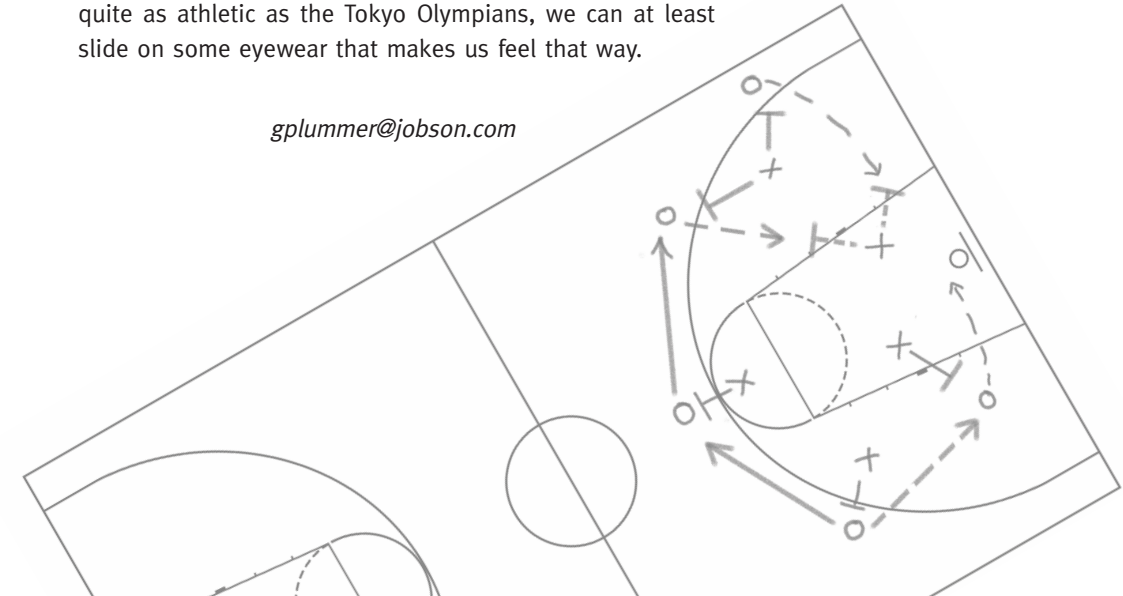 quite as athletic as the Tokyo Olympians, we can at least
slide on some eyewear that makes us feel that way.
gplummer@jobson.com